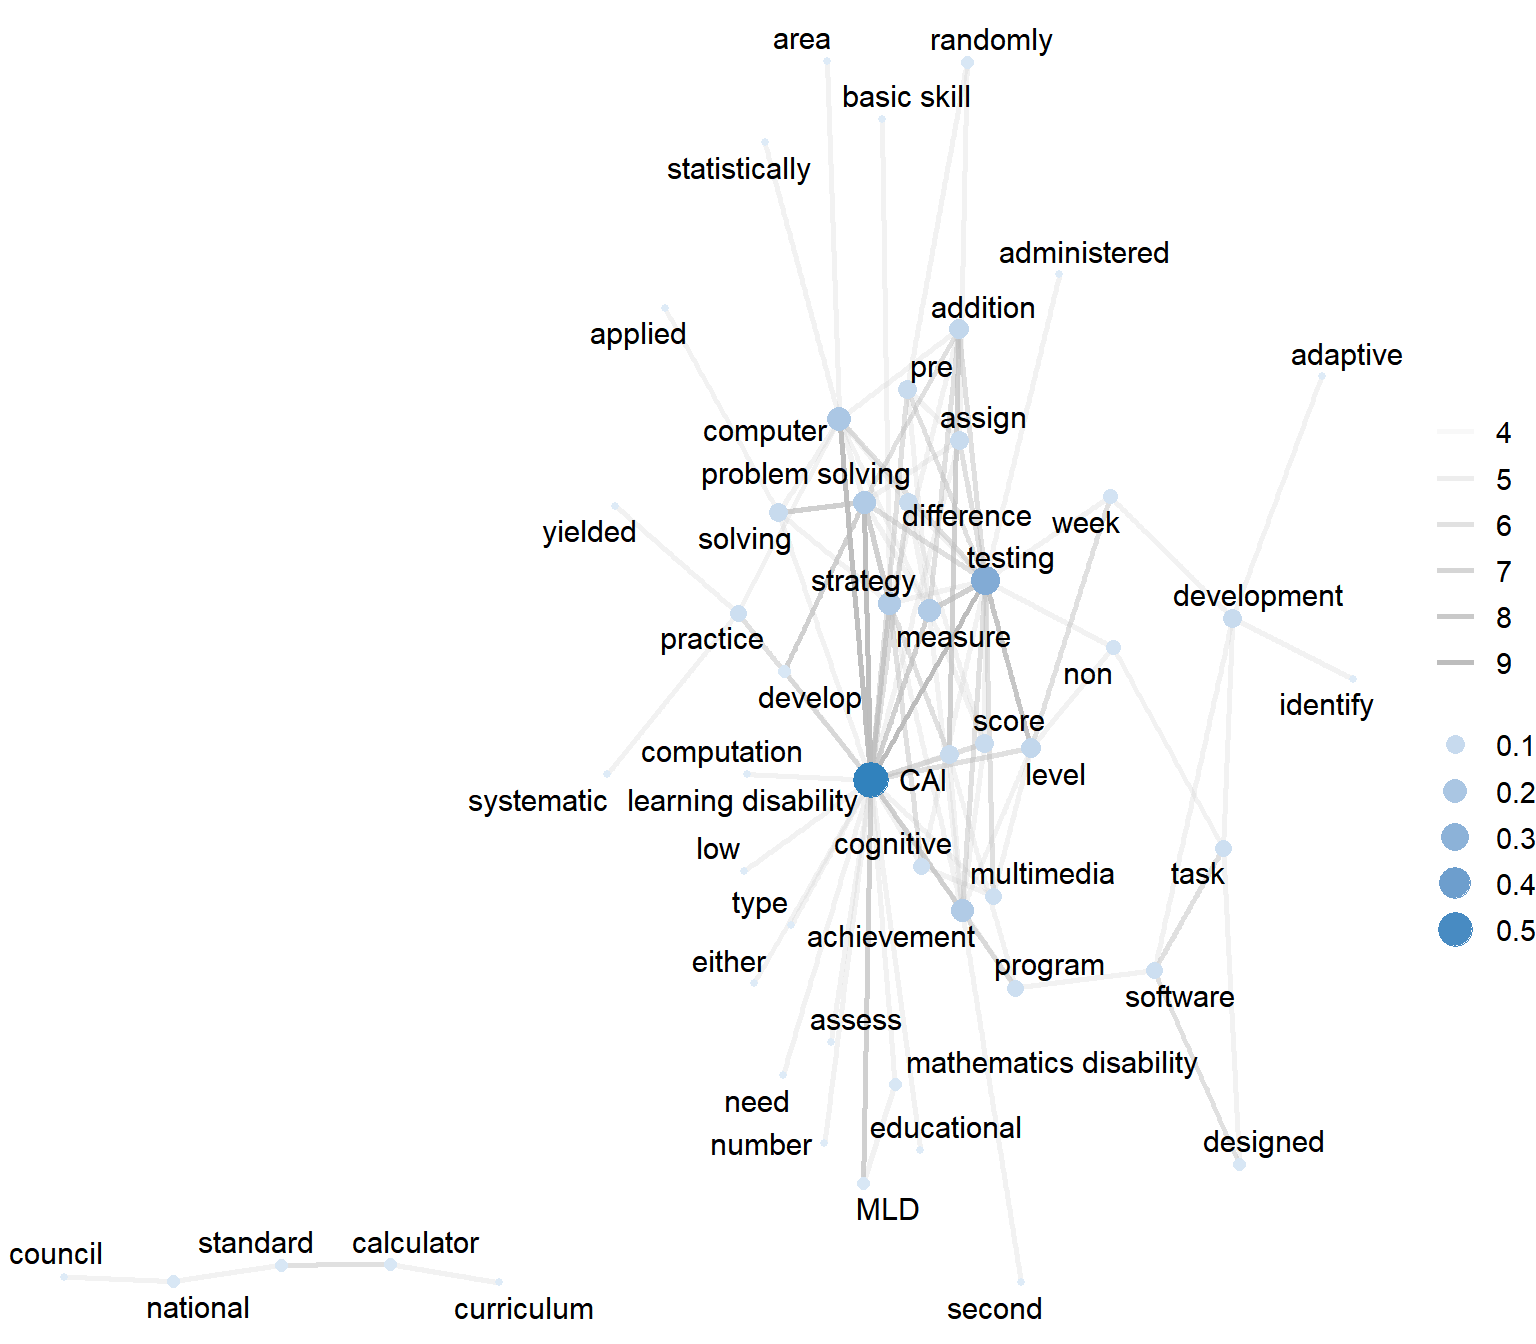 area
randomly
basic skill
statistically
administered
addition
applied
adaptive
pre
assign
computer
problem solving
difference
week
yielded
solving
testing
strategy
development
practice
measure
non
develop
identify
score
computation
CAI
level
systematic
learning disability
low
cognitive
multimedia
task
type
achievement
either
program
software
assess
mathematics disability
need
educational
number
designed
MLD
council
standard
calculator
national
curriculum
second
4
5
6
7
8
9
0.1
0.2
0.3
0.4
0.5